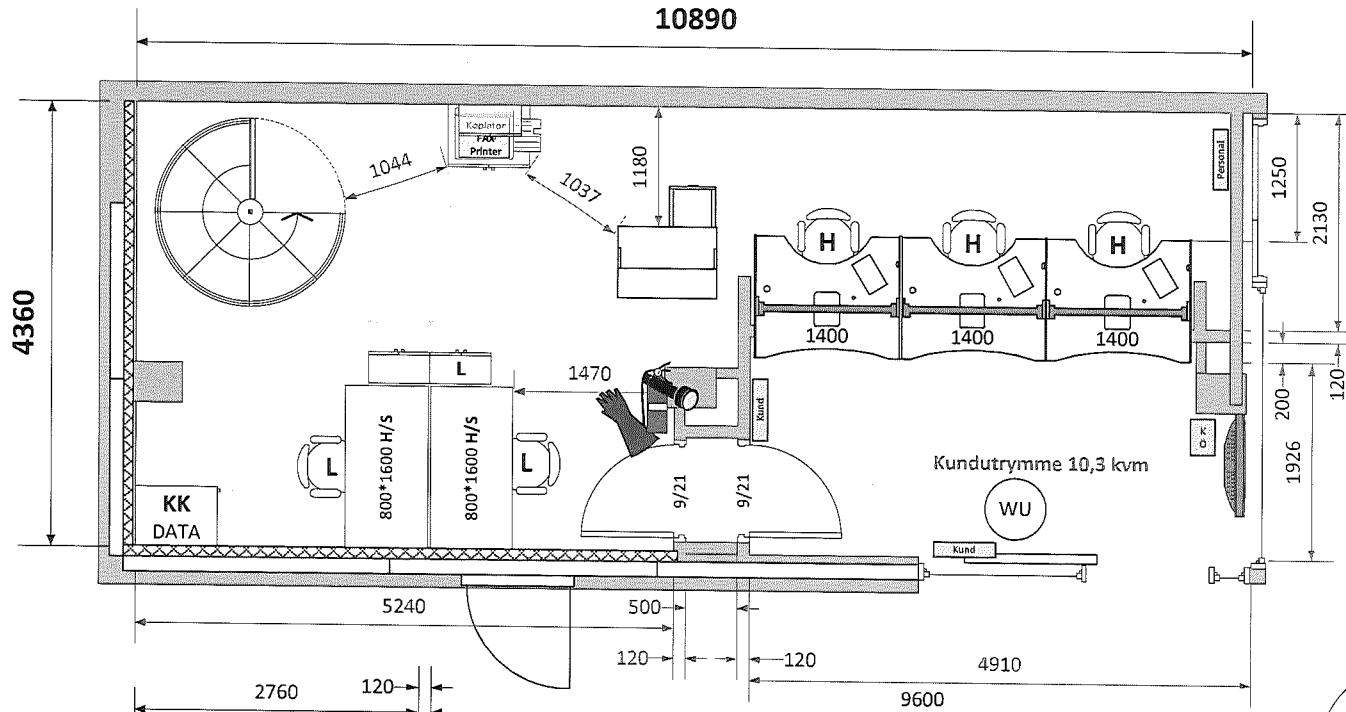 10890
4360
1044
Kopiator
FAX
Printer
1037
1180
Personal
1250
2130
H
H
H
1400
1400
1400
120
200
1926
L
1470
Kund
K
Ö
800*1600 H/S
800*1600 H/S
L
L
9/21
9/21
Kundutrymme 10,3 kvm
WU
KK
DATA
Kund
5240
500
120
120
4910
2760
120
9600